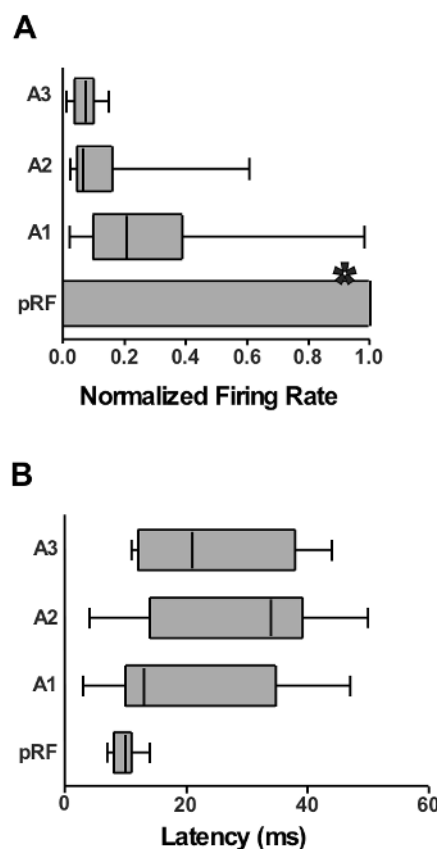 A
A3
A2
A1
pRF
*
0.0 0.2 0.4 0.6 0.8 1.0
Normalized Firing Rate
B
A3
A2
A1
pRF
0 20 40 60
Latency (ms)